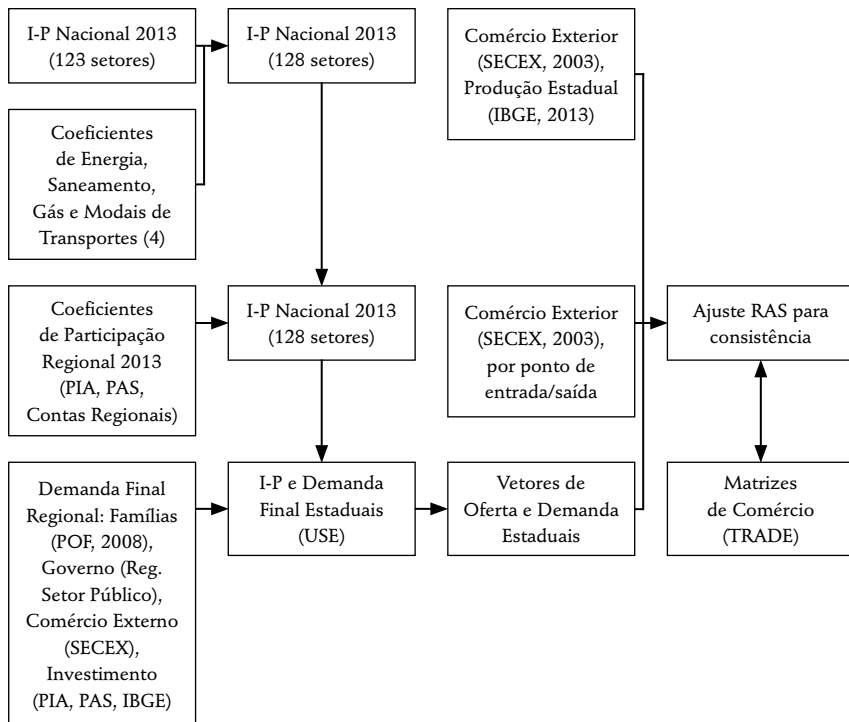 I-P Nacional 2013
(123 setores)
I-P Nacional 2013
(128 setores)
Comércio Exterior
(SECEX, 2003),
Produção Estadual
(IBGE, 2013)
Coeficientes
de Energia,
Saneamento,
Gás e Modais de
Transportes (4)
Coeficientes
de Participação
Regional 2013
(PIA, PAS,
Contas Regionais)
I-P Nacional 2013
(128 setores)
Comércio Exterior
(SECEX, 2003),
por ponto de
entrada/saída
Ajuste RAS para
consistência
Demanda Final
Regional: Famílias
(POF, 2008),
Governo (Reg.
Setor Público),
Comércio Externo
(SECEX),
Investimento
(PIA, PAS, IBGE)
I-P e Demanda
Final Estaduais
(USE)
Vetores de
Oferta e Demanda
Estaduais
Matrizes
de Comércio
(TRADE)